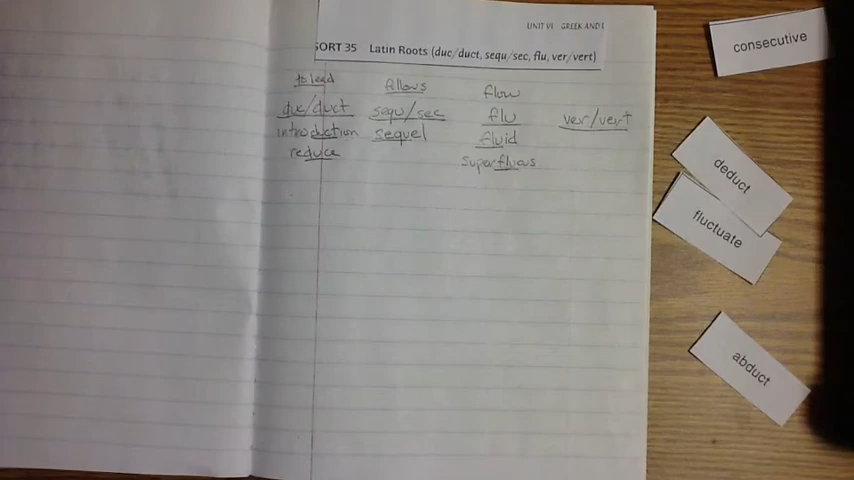 UNIT VI GREEK AND L
SORT 35 Latin Roots (duc/duct, sequ/sec, flu, ver/vert)
to lead follows flow
duc/duct sequ/sec flu ver/vert
introduction sequel fluid
reduce superfluous
consecutive
deduct
fluctuate
abduct